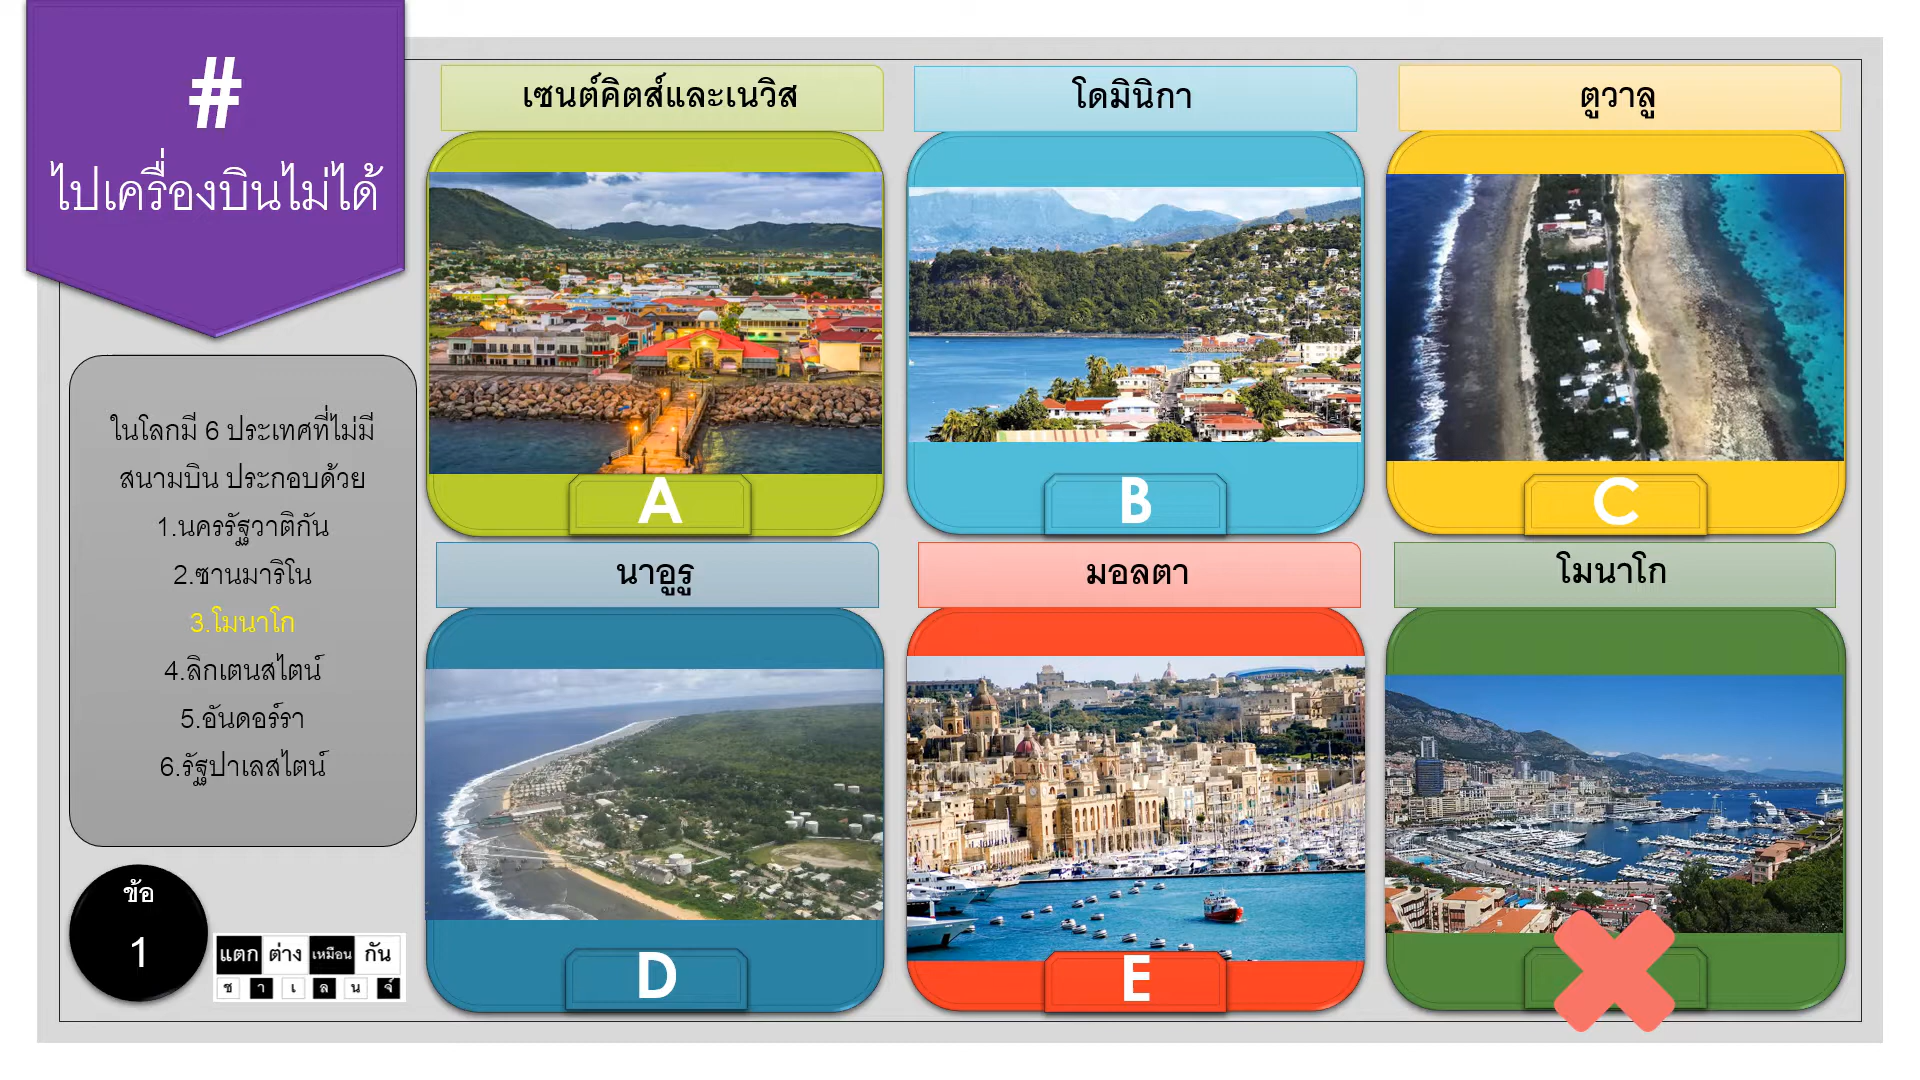 #
ไปเครื่องบินไม่ได้
ในโลกมี 6 ประเทศที่ไม่มี
สนามบิน ประกอบด้วย
1.นครรัฐวาติกัน
2.ซานมาริโน
3.โมนาโก
4.ลิกเตนสไตน์
5.อันดอร์รา
6.รัฐปาเลสไตน์
ข้อ
1
แตก ต่าง เหมือน กัน
ช า เ ล น จ์
เซนต์คิตส์และเนวิส
A
โดมินิกา
B
ตูวาลู
C
นาอูรู
D
มอลตา
E
โมนาโก